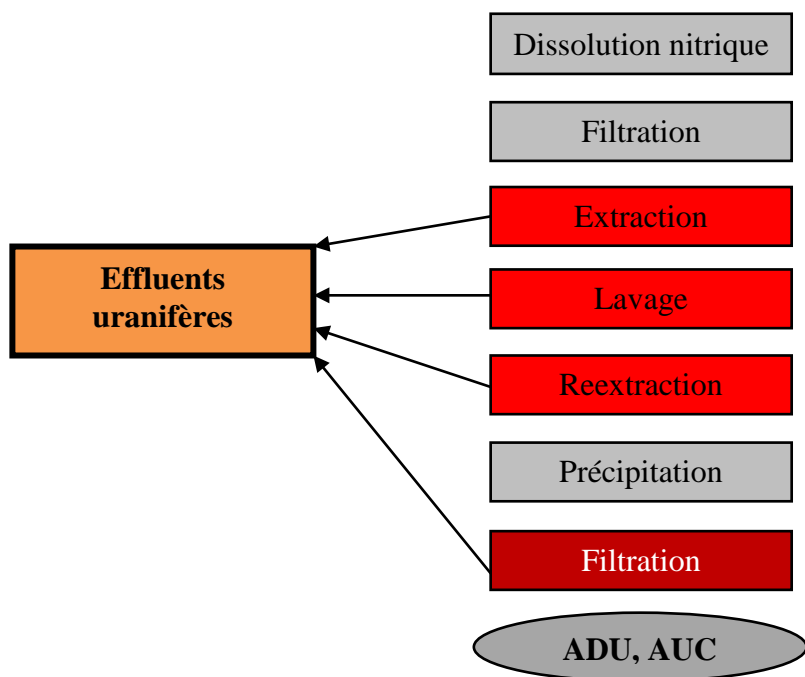 Dissolution nitrique
Filtration
Extraction
Effluents
uranifères
Lavage
Reextraction
Précipitation
Filtration
ADU, AUC